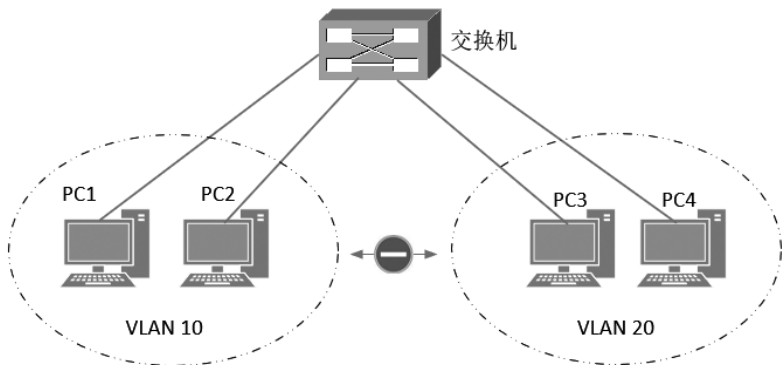 交换机
PC1
PC2
PC3
PC4
VLAN 10
VLAN 20